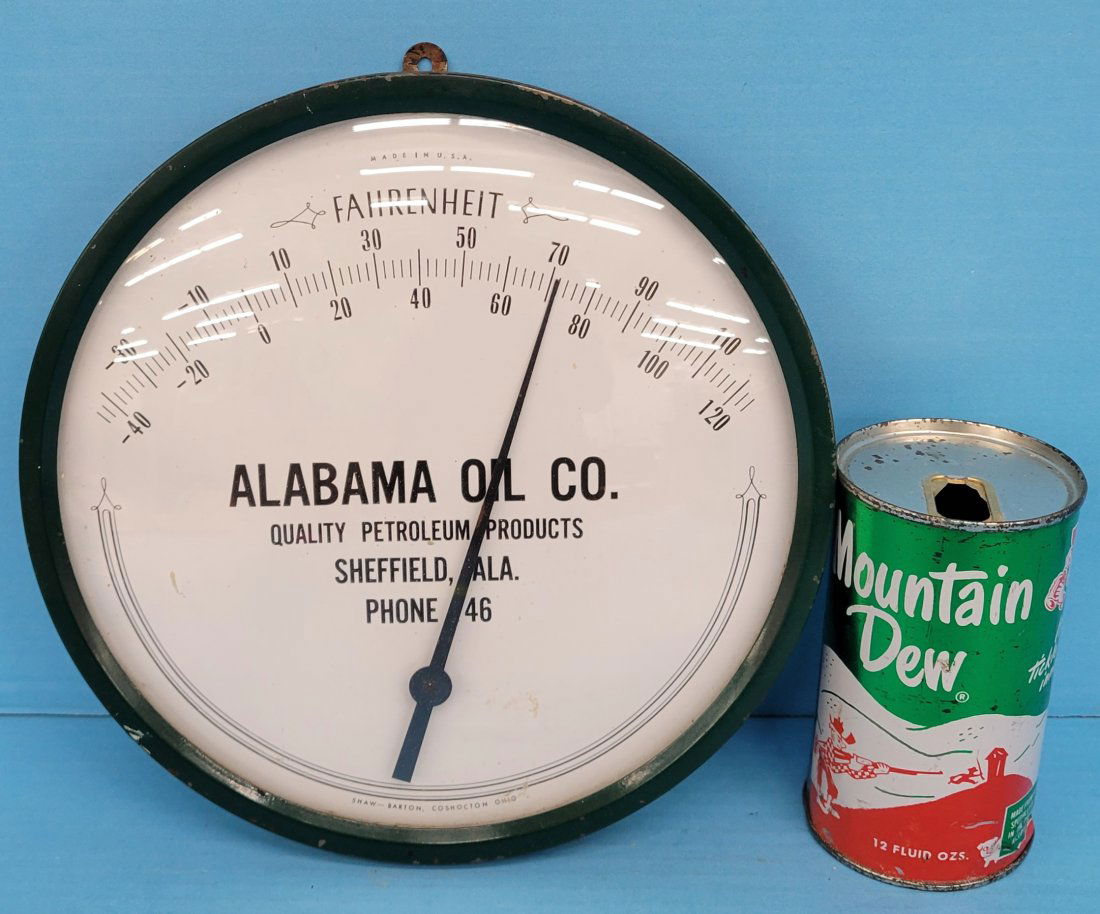 MADE IN U.S.A.
FAHRENHEIT
-40 -30 -20 -10 0 10 20 30 40 50 60 70 80 90 100 110 120
ALABAMA OIL CO.
QUALITY PETROLEUM PRODUCTS
SHEFFIELD, ALA.
PHONE 46
SHAW-BARTON, COSHOCTON OHIO
Mountain
Dew®
12 FLUID OZS.